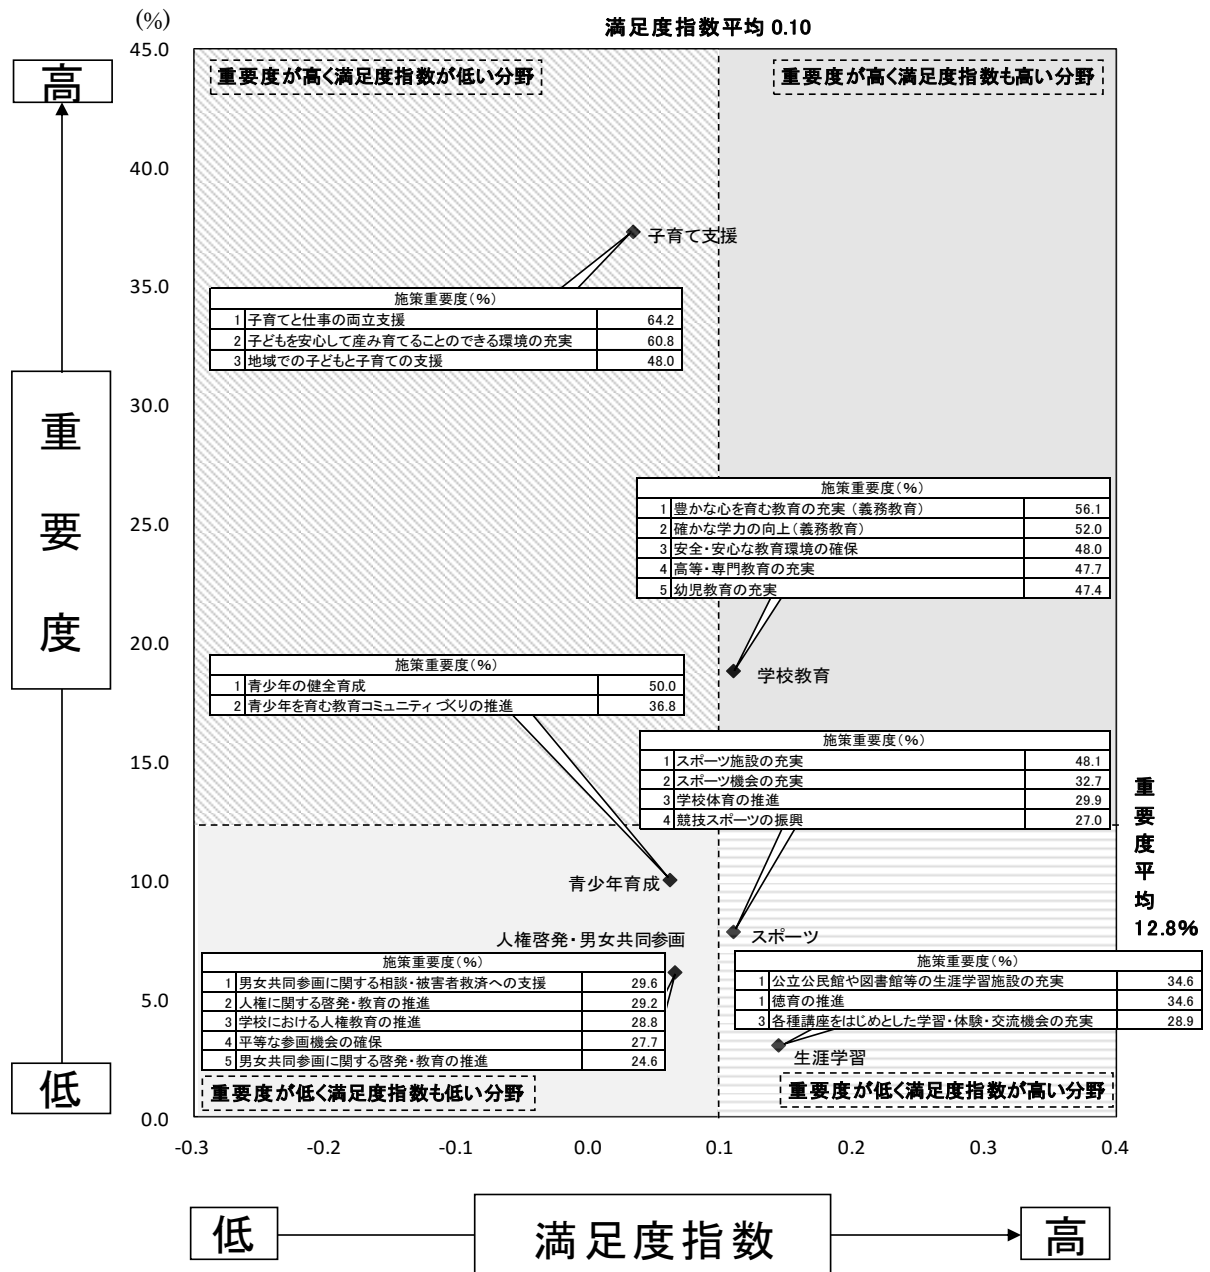 (%)
満足度指数平均 0.10
45.0
高
重要度が高く満足度指数が低い分野
重要度が高く満足度指数も高い分野
40.0
子育て支援
35.0
施策重要度(%)
1 子育てと仕事の両立支援 64.2
2 子どもを安心して産み育てることのできる環境の充実 60.8
3 地域での子どもと子育ての支援 48.0
30.0
重要度
施策重要度(%)
1 豊かな心を育む教育の充実（義務教育） 56.1
2 確かな学力の向上（義務教育） 52.0
3 安全・安心な教育環境の確保 48.0
4 高等・専門教育の充実 47.7
5 幼児教育の充実 47.4
25.0
20.0
学校教育
施策重要度(%)
1 青少年の健全育成 50.0
2 青少年を育む教育コミュニティづくりの推進 36.8
15.0
施策重要度(%)
1 スポーツ施設の充実 48.1
2 スポーツ機会の充実 32.7
3 学校体育の推進 29.9
4 競技スポーツの振興 27.0
重要度平均
12.8%
10.0
青少年育成
人権啓発・男女共同参画
スポーツ
施策重要度(%)
1 男女共同参画に関する相談・被害者救済への支援 29.6
2 人権に関する啓発・教育の推進 29.2
3 学校における人権教育の推進 28.8
4 平等な参画機会の確保 27.7
5 男女共同参画に関する啓発・教育の推進 24.6
施策重要度(%)
1 公立公民館や図書館等の生涯学習施設の充実 34.6
1 徳育の推進 34.6
3 各種講座をはじめとした学習・体験・交流機会の充実 28.9
5.0
生涯学習
低
重要度が低く満足度指数も低い分野
重要度が低く満足度指数が高い分野
0.0
-0.3 -0.2 -0.1 0.0 0.1 0.2 0.3 0.4
低
満足度指数
高